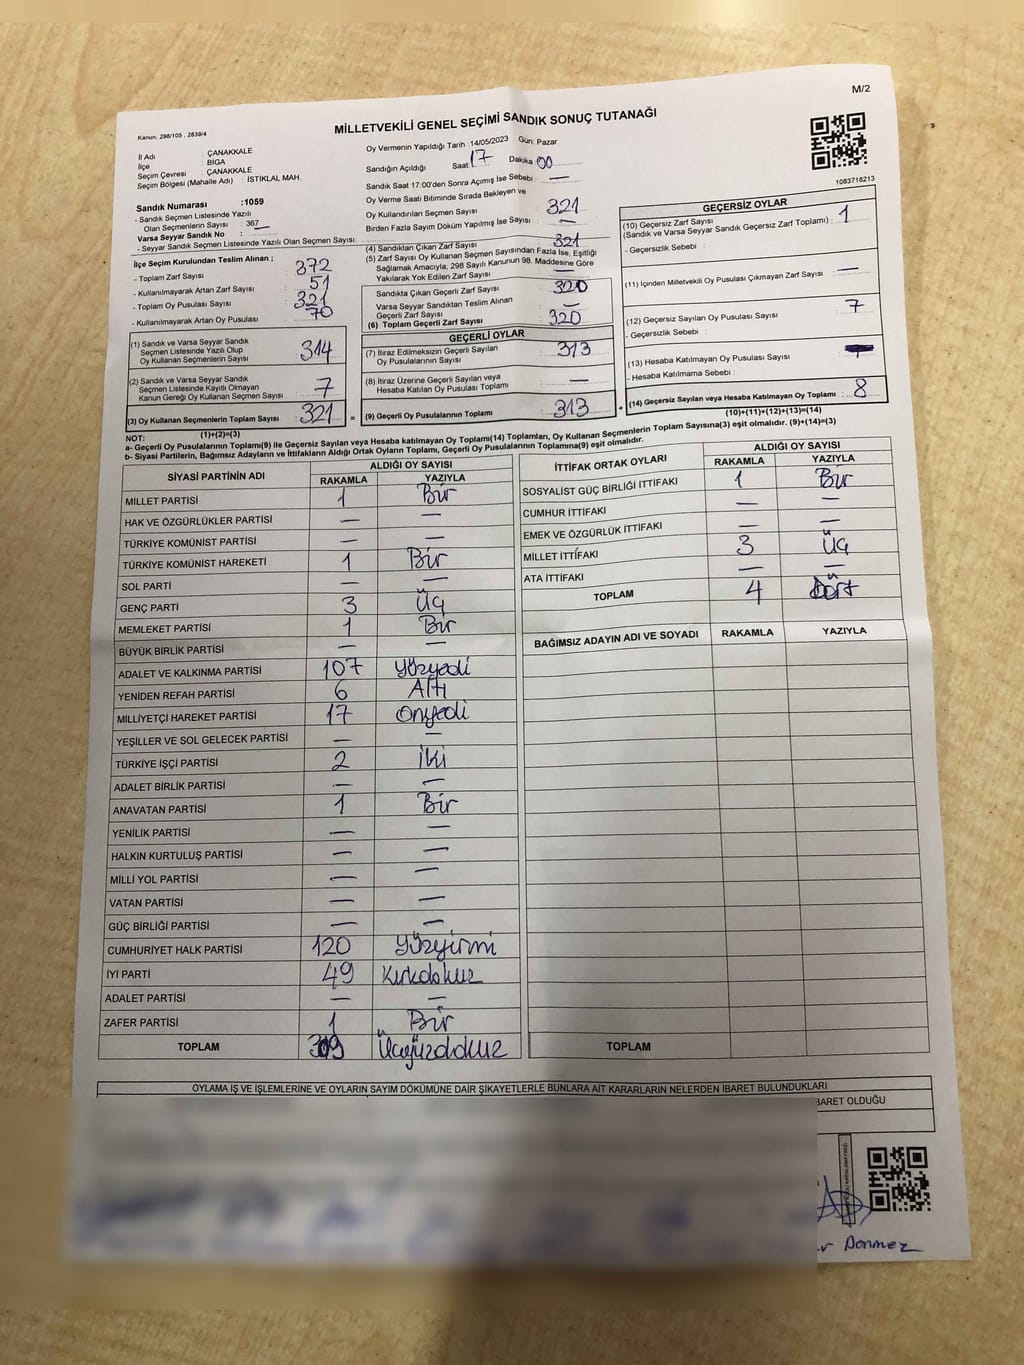 M/2
Kanun, 298/105 , 2839/4
MİLLETVEKİLİ GENEL SEÇİMİ SANDIK SONUÇ TUTANAĞI
1083718213
İl Adı : ÇANAKKALE
İlçe : BİGA
Seçim Çevresi : ÇANAKKALE
Seçim Bölgesi (Mahalle Adı) : İSTİKLAL MAH.
Sandık Numarası :1059
- Sandık Seçmen Listesinde Yazılı
Olan Seçmenlerin Sayısı : 367
Varsa Seyyar Sandık No : —
- Seyyar Sandık Seçmen Listesinde Yazılı Olan Seçmen Sayısı:
Oy Vermenin Yapıldığı Tarih :14/05/2023 Gün: Pazar
Sandığın Açıldığı Saat 17 Dakika 00
Sandık Saat 17:00'den Sonra Açımış İse Sebebi : —
Oy Verme Saati Bitiminde Sırada Bekleyen ve
Oy Kullandırılan Seçmen Sayısı : 321
Birden Fazla Sayım Döküm Yapılmış İse Sayısı : —
İlçe Seçim Kurulundan Teslim Alınan ;
- Toplam Zarf Sayısı : 372
- Kullanılmayarak Artan Zarf Sayısı : 51
- Toplam Oy Pusulası Sayısı : 321
- Kullanılmayarak Artan Oy Pusulası : 70
(1) Sandık ve Varsa Seyyar Sandık
Seçmen Listesinde Yazılı Olup
Oy Kullanan Seçmenlerin Sayısı : 314
(2) Sandık ve Varsa Seyyar Sandık
Seçmen Listesinde Kayıtlı Olmayan
Kanun Gereği Oy Kullanan Seçmen Sayısı : 7
(3) Oy Kullanan Seçmenlerin Toplam Sayısı : 321 =
(1)+(2)=(3)
(4) Sandıktan Çıkan Zarf Sayısı : 321
(5) Zarf Sayısı Oy Kullanan Seçmen Sayısından Fazla İse, Eşitliği
Sağlamak Amacıyla, 298 Sayılı Kanunun 98. Maddesine Göre
Yakılarak Yok Edilen Zarf Sayısı : —
Sandıkta Çıkan Geçerli Zarf Sayısı : 320
Varsa Seyyar Sandıktan Teslim Alınan
Geçerli Zarf Sayısı : —
(6) Toplam Geçerli Zarf Sayısı : 320
GEÇERLİ OYLAR
(7) İtiraz Edilmeksizin Geçerli Sayılan
Oy Pusulalarının Sayısı : 313
(8) İtiraz Üzerine Geçerli Sayılan veya
Hesaba Katılan Oy Pusulası Toplamı : —
(9) Geçerli Oy Pusulalarının Toplamı : 313 +
GEÇERSİZ OYLAR
(10) Geçersiz Zarf Sayısı
(Sandık ve Varsa Seyyar Sandık Geçersiz Zarf Toplamı) : 1
- Geçersizlik Sebebi :
(11) İçinden Milletvekili Oy Pusulası Çıkmayan Zarf Sayısı : —
(12) Geçersiz Sayılan Oy Pusulası Sayısı : 7
- Geçersizlik Sebebi :
(13) Hesaba Katılmayan Oy Pusulası Sayısı :
- Hesaba Katılmama Sebebi :
(14) Geçersiz Sayılan veya Hesaba Katılmayan Oy Toplamı : 8
(10)+(11)+(12)+(13)=(14)
NOT:
a- Geçerli Oy Pusulalarının Toplamı(9) ile Geçersiz Sayılan veya Hesaba katılmayan Oy Toplamı(14) Toplamları, Oy Kullanan Seçmenlerin Toplam Sayısına(3) eşit olmalıdır. (9)+(14)=(3)
b- Siyasi Partilerin, Bağımsız Adayların ve İttifakların Aldığı Ortak Oyların Toplamı, Geçerli Oy Pusulalarının Toplamına(9) eşit olmalıdır.
SİYASİ PARTİNİN ADI ALDIĞI OY SAYISI
RAKAMLA YAZIYLA
MİLLET PARTİSİ 1 Bir
HAK VE ÖZGÜRLÜKLER PARTİSİ — —
TÜRKİYE KOMÜNİST PARTİSİ — —
TÜRKİYE KOMÜNİST HAREKETİ 1 Bir
SOL PARTİ — —
GENÇ PARTİ 3 Üç
MEMLEKET PARTİSİ 1 Bir
BÜYÜK BİRLİK PARTİSİ — —
ADALET VE KALKINMA PARTİSİ 107 Yüzyedi
YENİDEN REFAH PARTİSİ 6 Altı
MİLLİYETÇİ HAREKET PARTİSİ 17 Onyedi
YEŞİLLER VE SOL GELECEK PARTİSİ — —
TÜRKİYE İŞÇİ PARTİSİ 2 İki
ADALET BİRLİK PARTİSİ — —
ANAVATAN PARTİSİ 1 Bir
YENİLİK PARTİSİ — —
HALKIN KURTULUŞ PARTİSİ — —
MİLLİ YOL PARTİSİ — —
VATAN PARTİSİ — —
GÜÇ BİRLİĞİ PARTİSİ — —
CUMHURİYET HALK PARTİSİ 120 Yüzyirmi
İYİ PARTİ 49 Kırkdokuz
ADALET PARTİSİ — —
ZAFER PARTİSİ 1 Bir
TOPLAM 309 Üçyüzdokuz
İTTİFAK ORTAK OYLARI ALDIĞI OY SAYISI
RAKAMLA YAZIYLA
SOSYALİST GÜÇ BİRLİĞİ İTTİFAKI 1 Bir
CUMHUR İTTİFAKI — —
EMEK VE ÖZGÜRLÜK İTTİFAKI — —
MİLLET İTTİFAKI 3 Üç
ATA İTTİFAKI — —
TOPLAM 4 Dört
BAĞIMSIZ ADAYIN ADI VE SOYADI RAKAMLA YAZIYLA
TOPLAM
OYLAMA İŞ VE İŞLEMLERİNE VE OYLARIN SAYIM DÖKÜMÜNE DAİR ŞİKAYETLERLE BUNLARA AİT KARARLARIN NELERDEN İBARET BULUNDUKLARI
BARET OLDUĞU
Dönmez